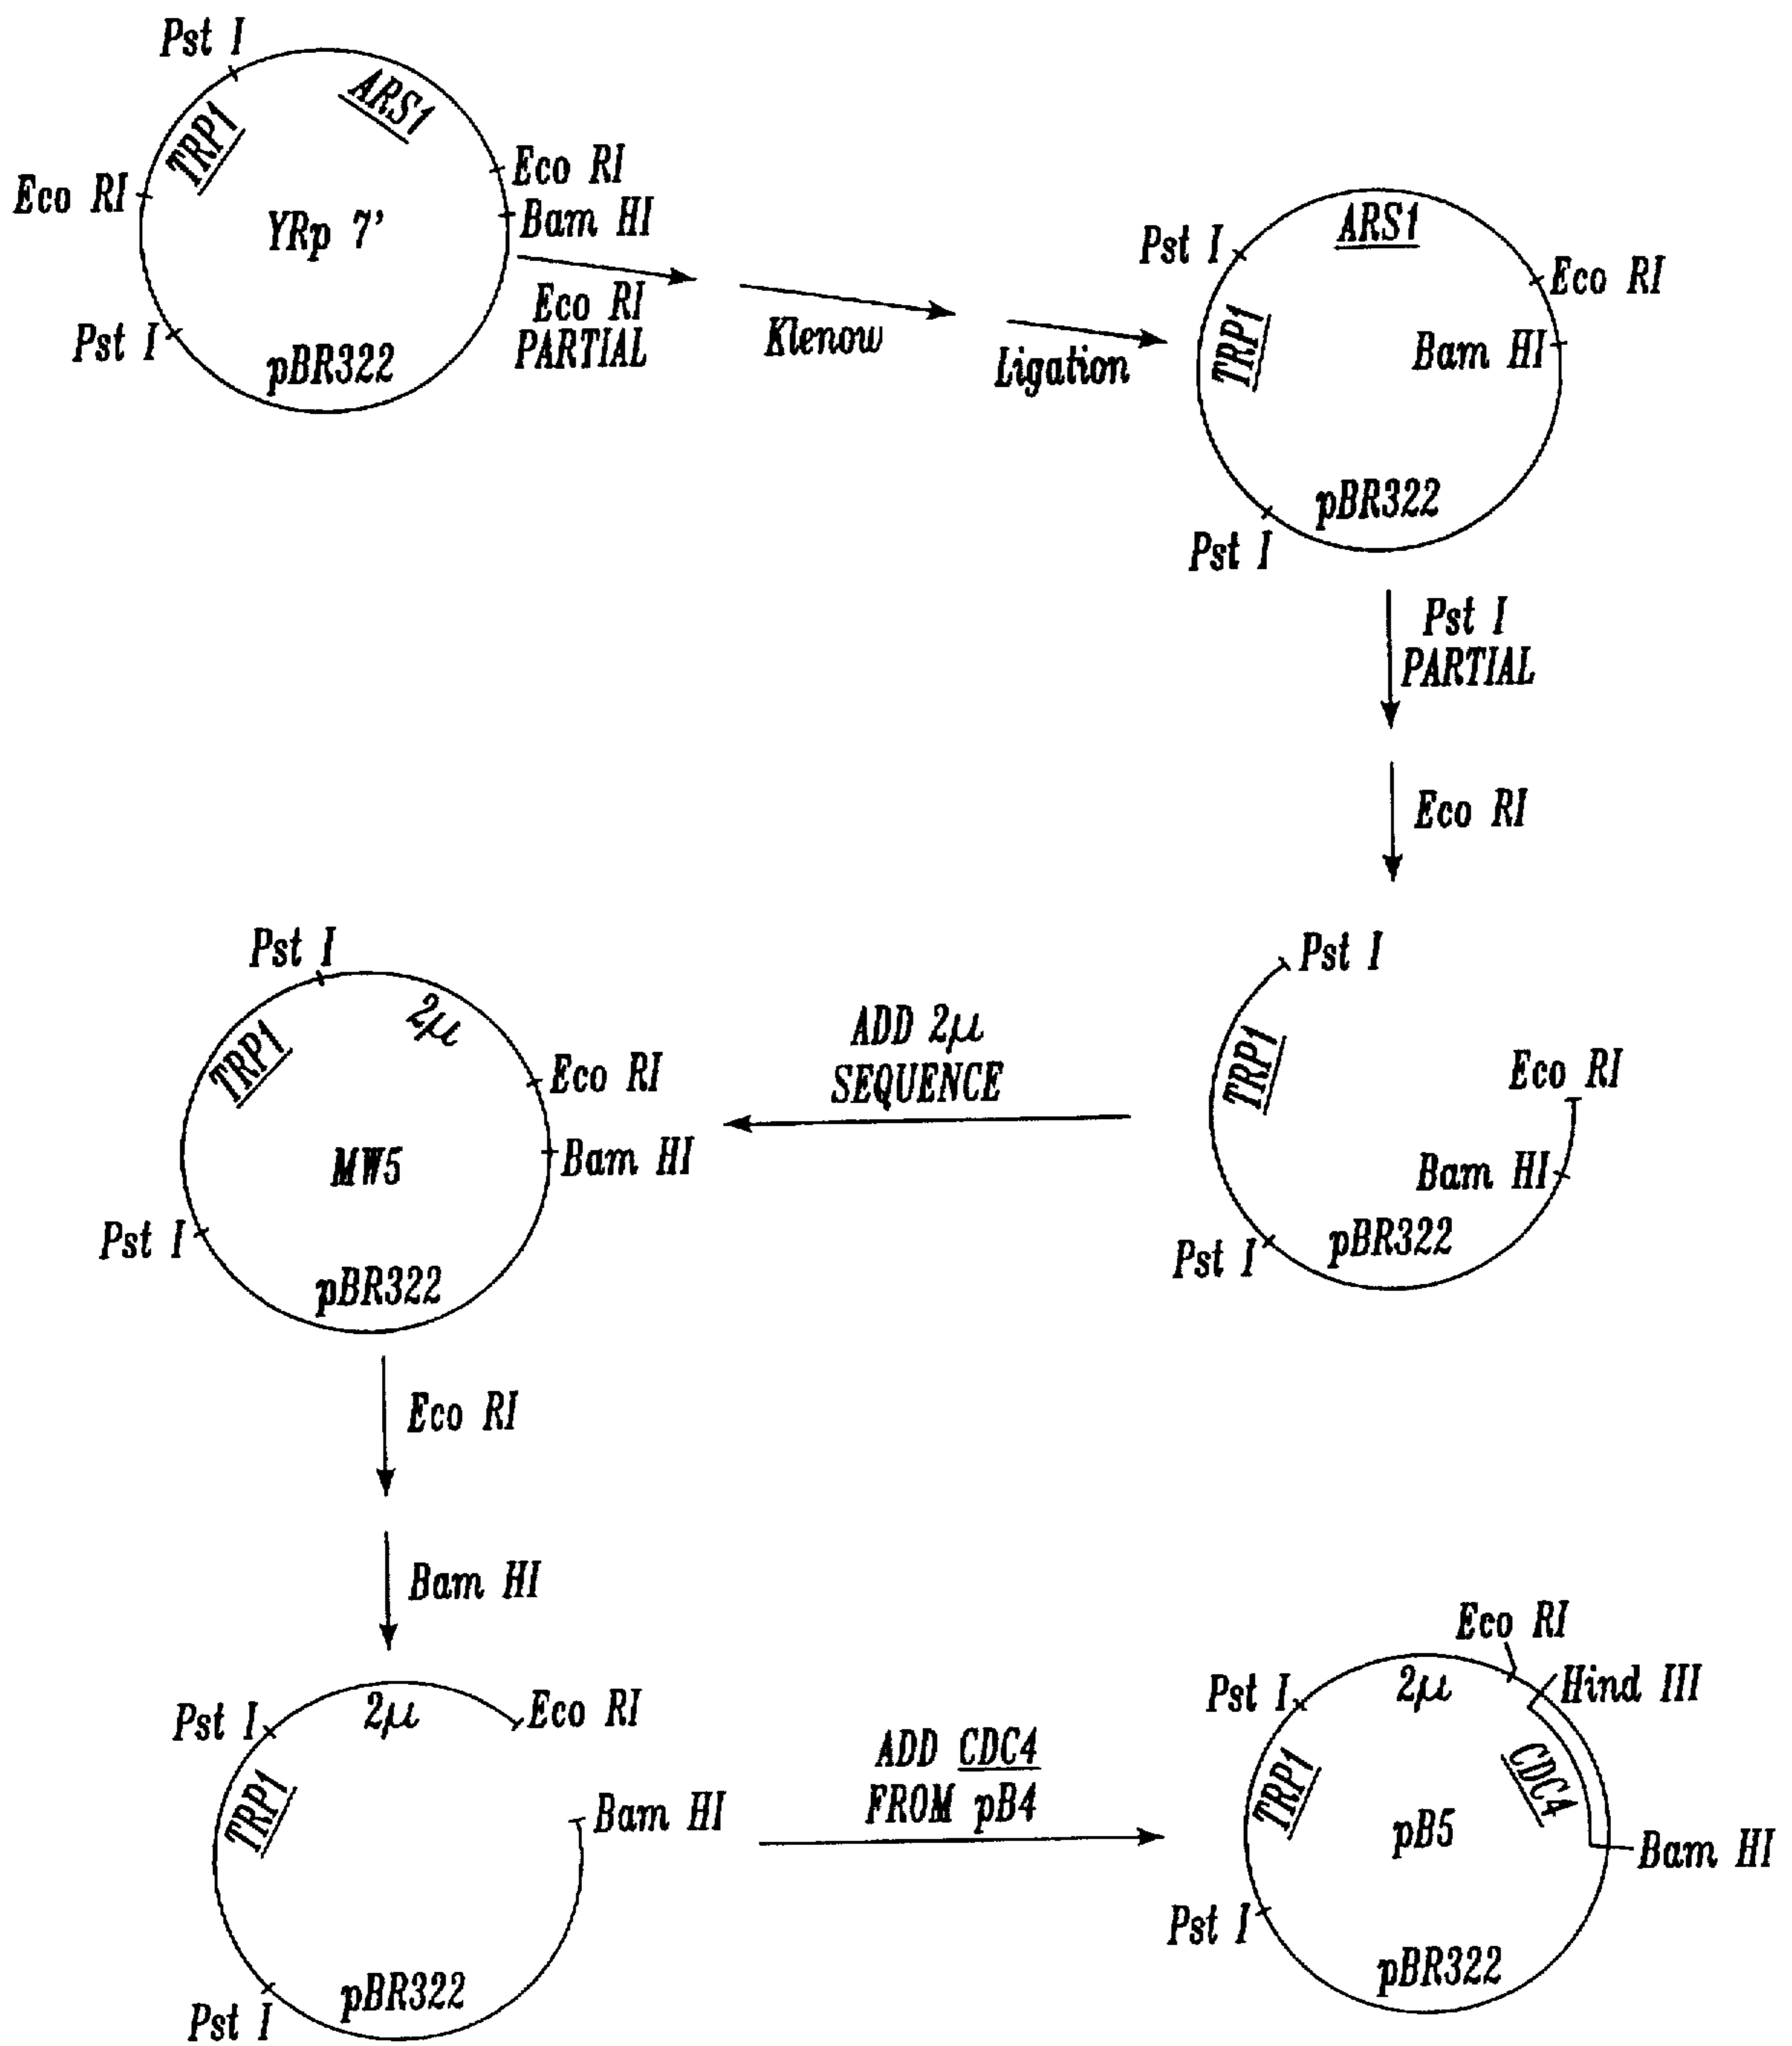 Pst I
TRP1
ARS1
Eco RI
Eco RI
Bam HI
YRp 7'
Pst I
pBR322
Eco RI
PARTIAL
Klenow
Ligation
Pst I
ARS1
Eco RI
TRP1
Bam HI
pBR322
Pst I
Pst I
PARTIAL
Eco RI
Pst I
TRP1
Eco RI
Bam HI
pBR322
Pst I
ADD 2μ
SEQUENCE
Pst I
2μ
TRP1
Eco RI
Bam HI
MW5
Pst I
pBR322
Eco RI
Bam HI
Pst I
2μ
Eco RI
TRP1
Bam HI
pBR322
Pst I
ADD CDC4
FROM pB4
Eco RI
Pst I
2μ
Hind III
TRP1
CDC4
pB5
Bam HI
Pst I
pBR322